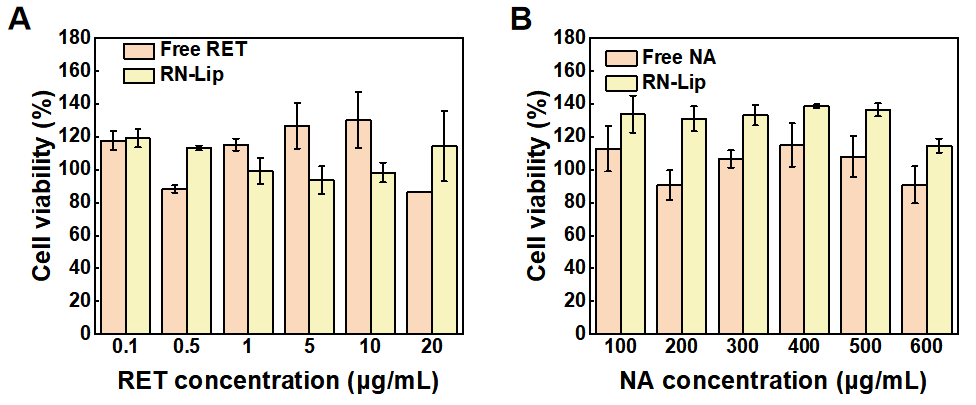 A
Cell viability (%)
180
160
140
120
100
80
60
40
20
0
Free RET
RN-Lip
0.1 0.5 1 5 10 20
RET concentration (μg/mL)
B
Cell viability (%)
180
160
140
120
100
80
60
40
20
0
Free NA
RN-Lip
100 200 300 400 500 600
NA concentration (μg/mL)